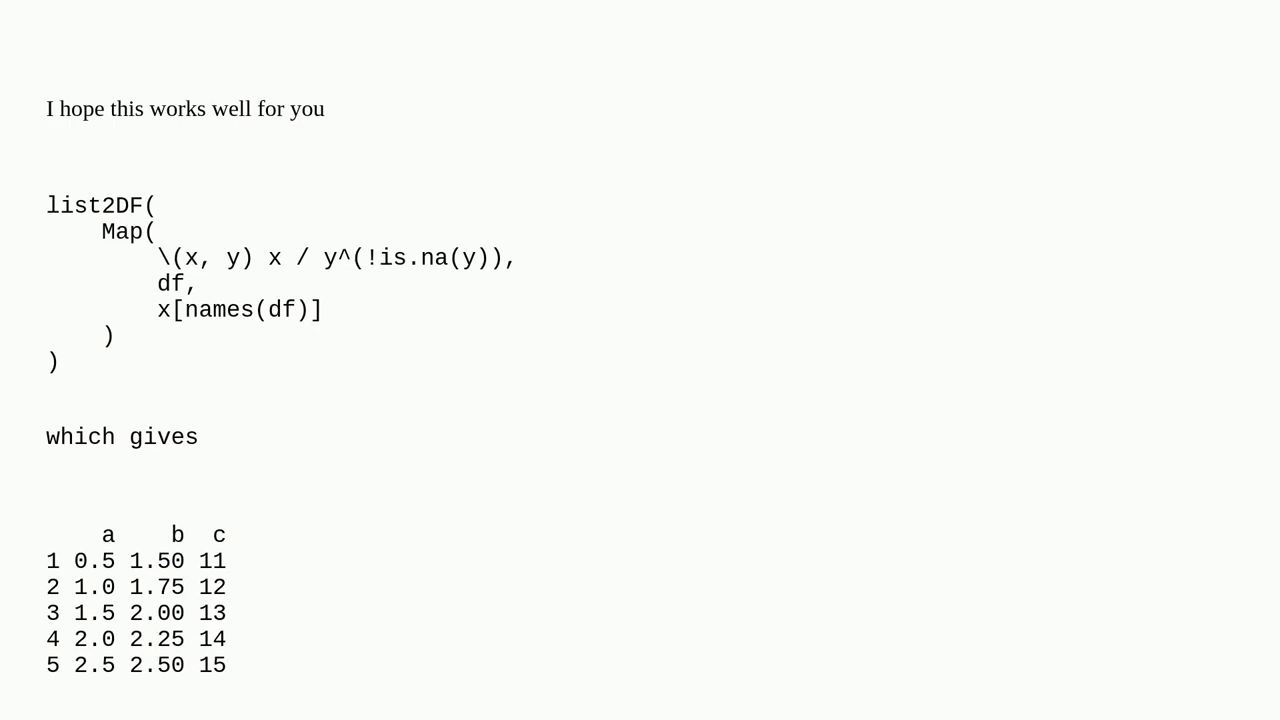 I hope this works well for you
list2DF(
    Map(
        \(x, y) x / y^(!is.na(y)),
        df,
        x[names(df)]
    )
)
which gives
    a    b  c
1 0.5 1.50 11
2 1.0 1.75 12
3 1.5 2.00 13
4 2.0 2.25 14
5 2.5 2.50 15